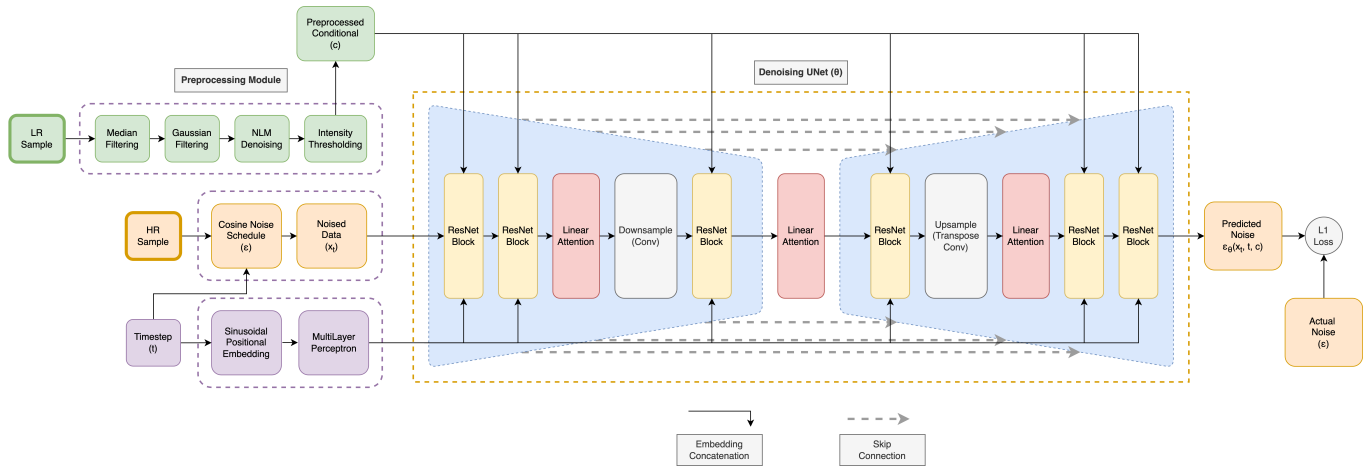 Preprocessed
Conditional
(c)
Preprocessing Module
Denoising UNet (θ)
LR
Sample
Median
Filtering
Gaussian
Filtering
NLM
Denoising
Intensity
Thresholding
HR
Sample
Cosine Noise
Schedule
(ε)
Noised
Data
(xₜ)
ResNet
Block
ResNet
Block
Linear
Attention
Downsample
(Conv)
ResNet
Block
Linear
Attention
ResNet
Block
Upsample
(Transpose
Conv)
Linear
Attention
ResNet
Block
ResNet
Block
Predicted
Noise
ε_θ(xₜ, t, c)
L1
Loss
Timestep
(t)
Sinusoidal
Positional
Embedding
MultiLayer
Perceptron
Actual
Noise
(ε)
Embedding
Concatenation
Skip
Connection